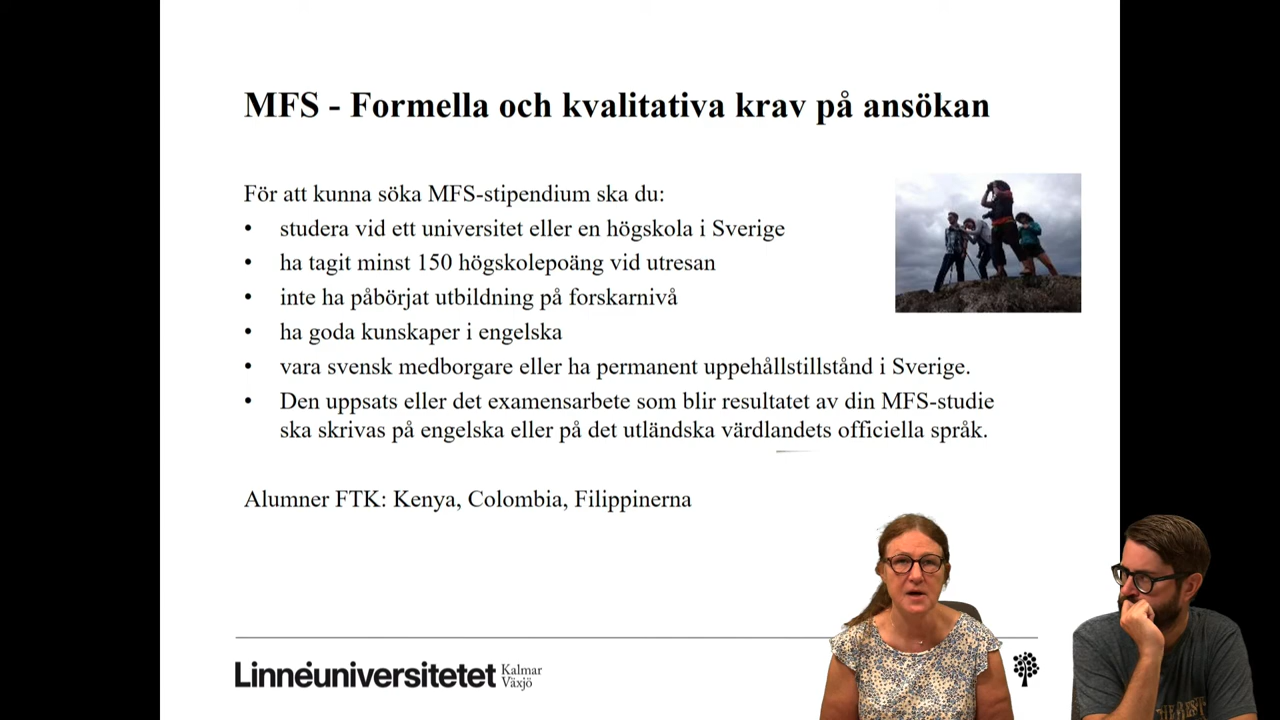 MFS - Formella och kvalitativa krav på ansökan
För att kunna söka MFS-stipendium ska du:
• studera vid ett universitet eller en högskola i Sverige
• ha tagit minst 150 högskolepoäng vid utresan
• inte ha påbörjat utbildning på forskarnivå
• ha goda kunskaper i engelska
• vara svensk medborgare eller ha permanent uppehållstillstånd i Sverige.
• Den uppsats eller det examensarbete som blir resultatet av din MFS-studie
ska skrivas på engelska eller på det utländska värdlandets officiella språk.
Alumner FTK: Kenya, Colombia, Filippinerna
Linnéuniversitetet
Kalmar
Växjö